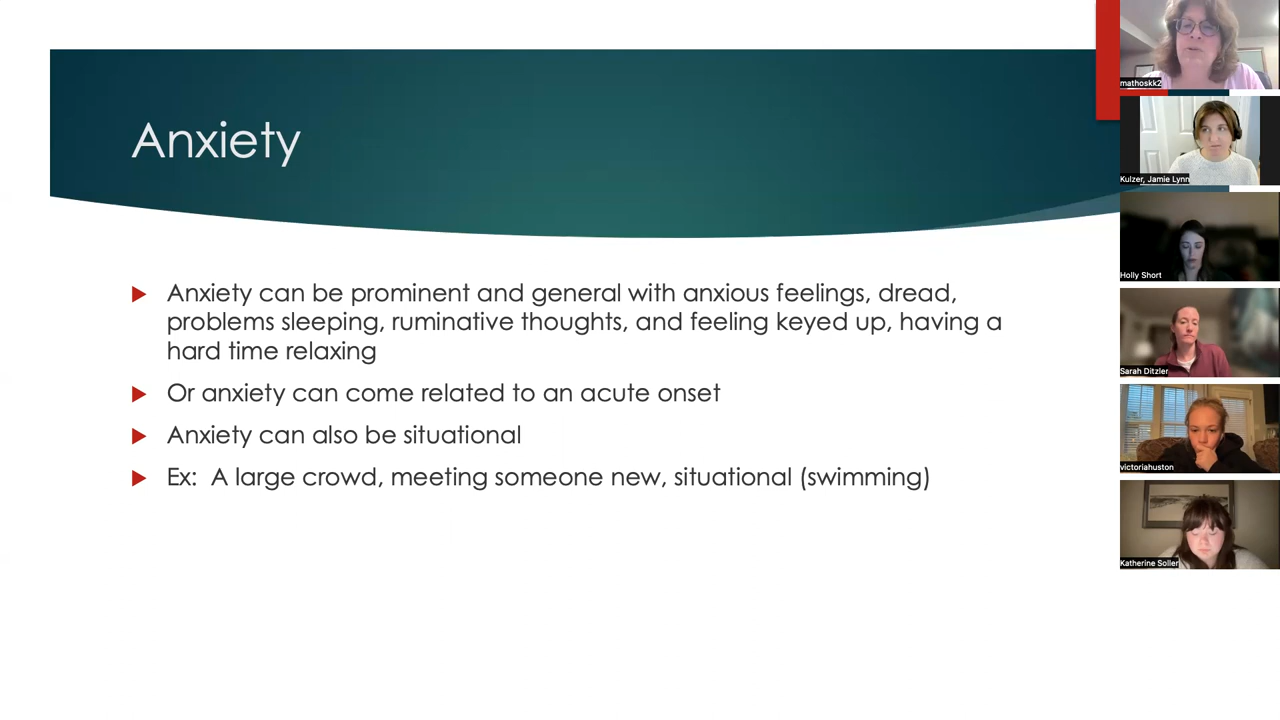 Anxiety
Anxiety can be prominent and general with anxious feelings, dread,
problems sleeping, ruminative thoughts, and feeling keyed up, having a
hard time relaxing
Or anxiety can come related to an acute onset
Anxiety can also be situational
Ex:  A large crowd, meeting someone new, situational (swimming)
mathoskk2
Kulzer, Jamie Lynn
Holly Short
Sarah Ditzler
victoriahuston
Katherine Soller